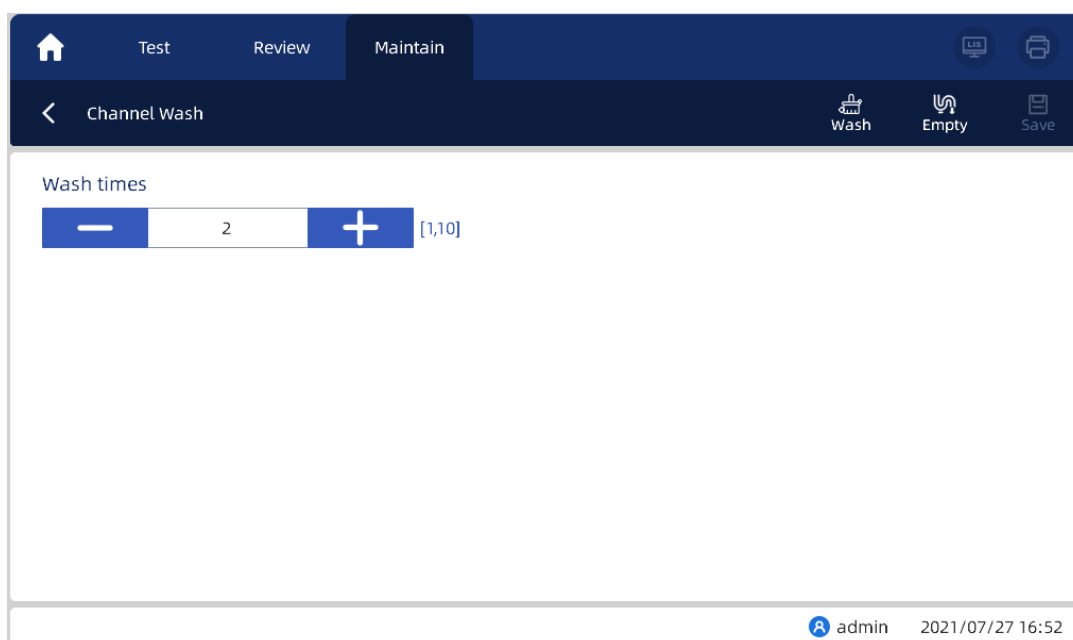 Test Review Maintain LIS
Channel Wash Wash Empty Save
Wash times
2 [1,10]
admin 2021/07/27 16:52